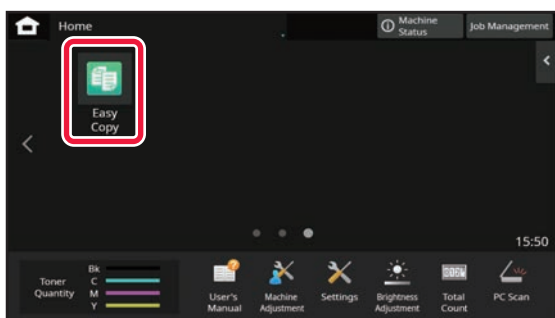 Home
Machine
Status
Job Management
Easy
Copy
15:50
Toner
Quantity
Bk
C
M
Y
User's
Manual
Machine
Adjustment
Settings
Brightness
Adjustment
Total
Count
PC Scan